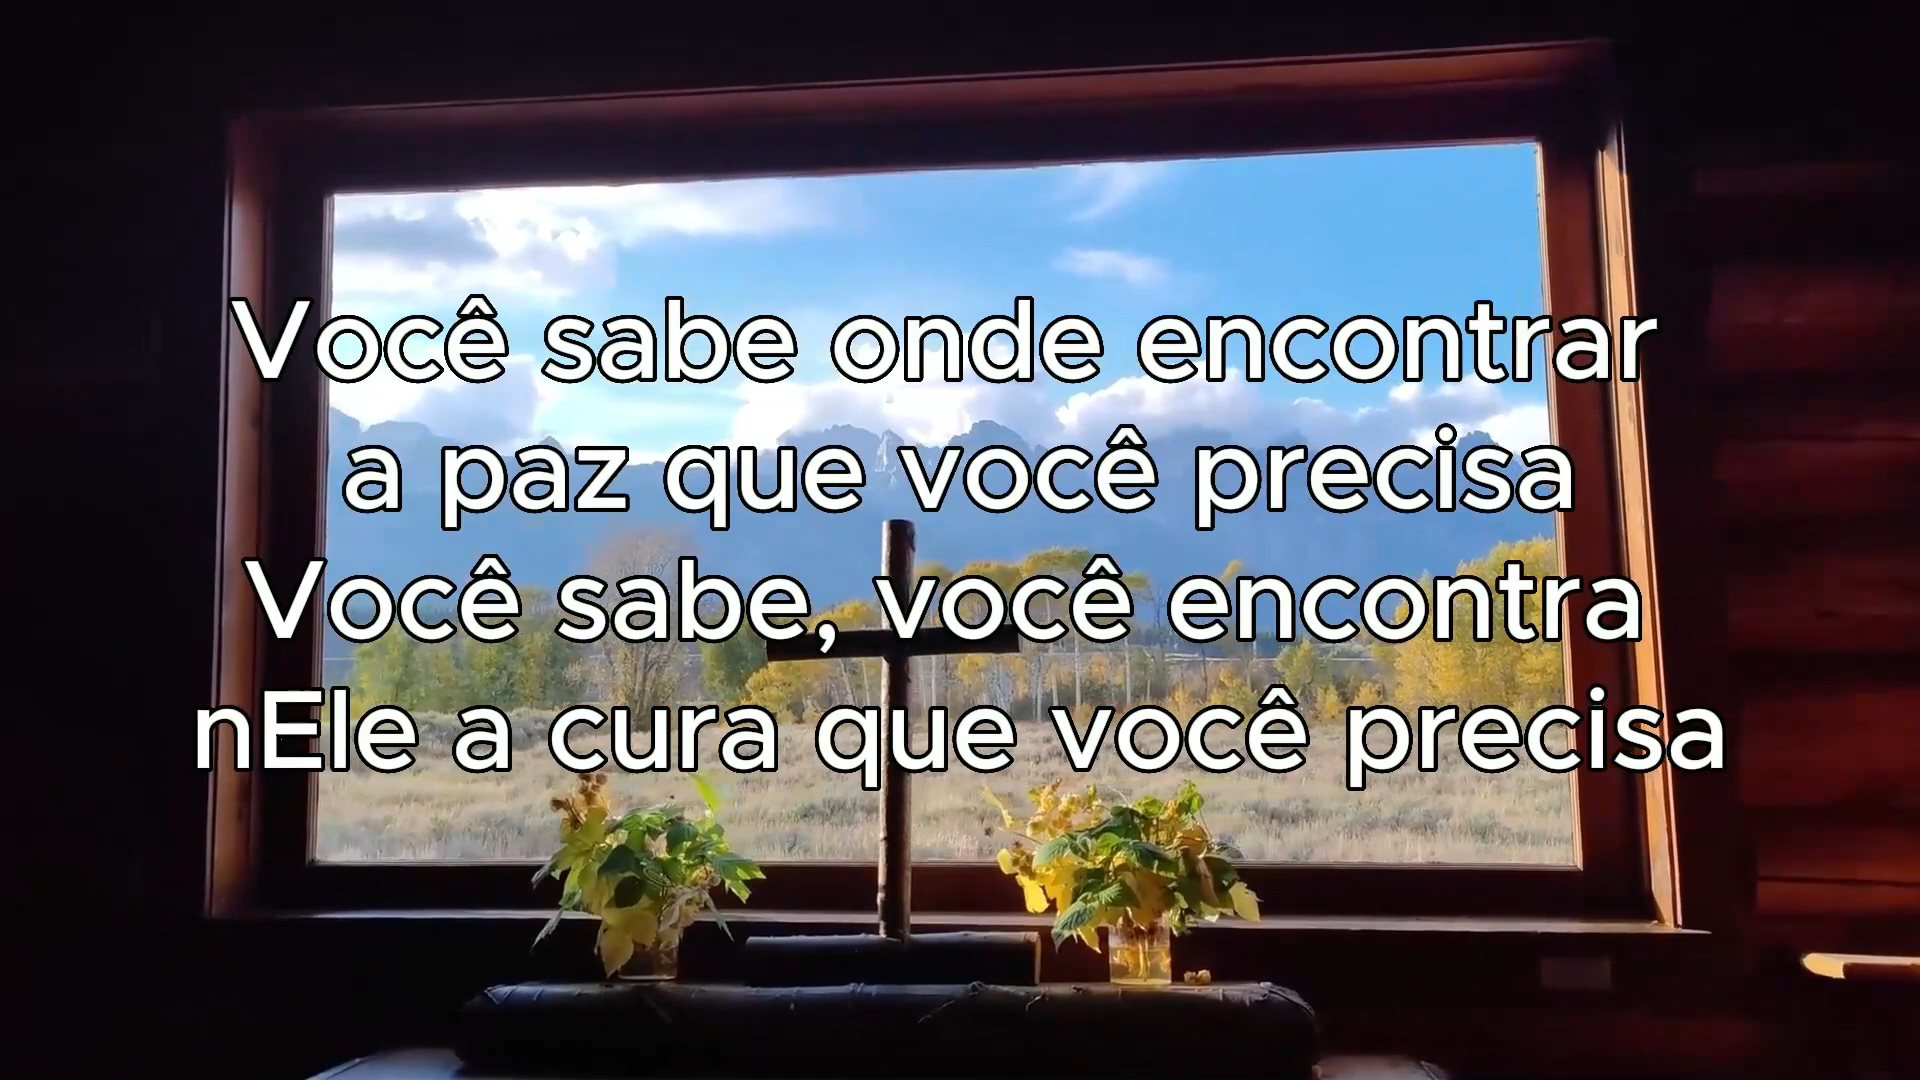 Você sabe onde encontrar
a paz que você precisa
Você sabe, você encontra
nEle a cura que você precisa